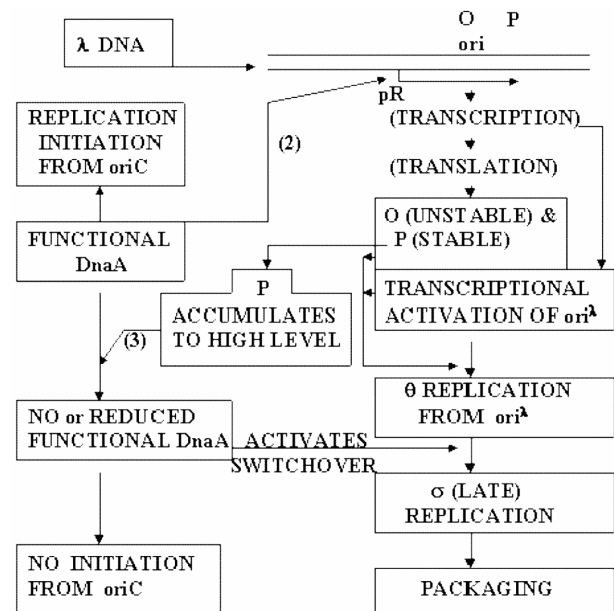 O P
λ DNA
ori
pR
REPLICATION
INITIATION
FROM oriC
(2)
(TRANSCRIPTION)
(TRANSLATION)
FUNCTIONAL
DnaA
O (UNSTABLE) &
P (STABLE)
P
ACCUMULATES
TO HIGH LEVEL
TRANSCRIPTIONAL
ACTIVATION OF oriλ
(3)
NO or REDUCED
FUNCTIONAL DnaA
ACTIVATES
SWITCHOVER
θ REPLICATION
FROM oriλ
σ (LATE)
REPLICATION
NO INITIATION
FROM oriC
PACKAGING